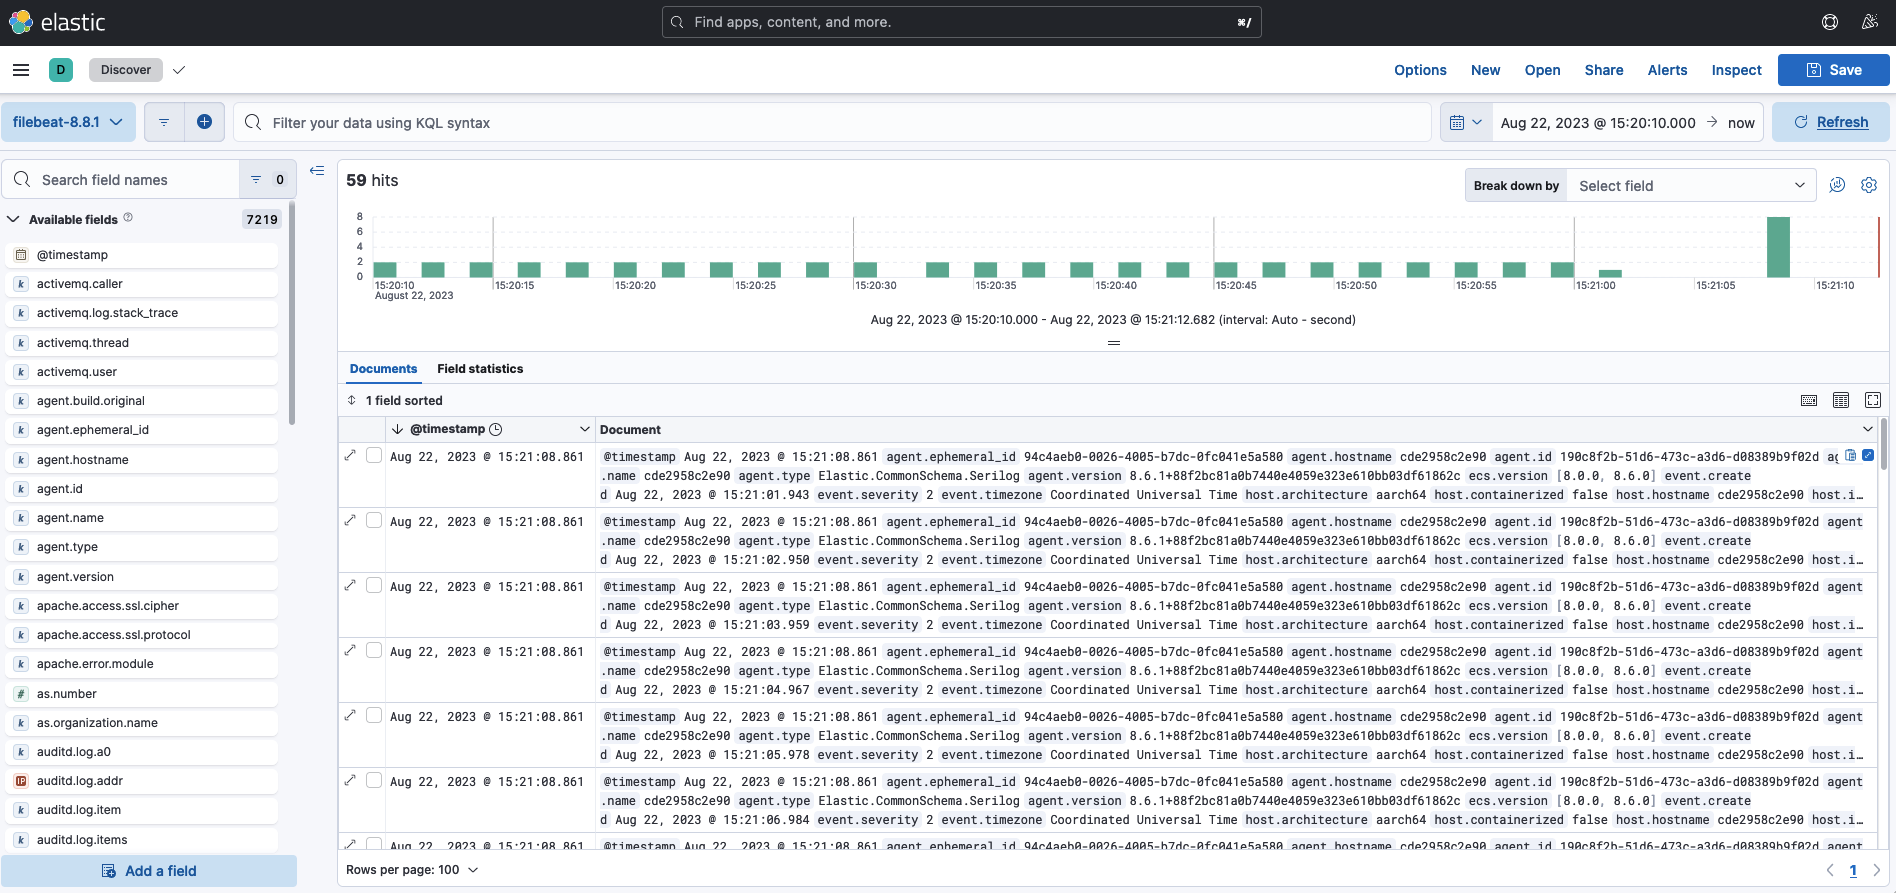 elastic
Find apps, content, and more.
⌘/
D
Discover
Options
New
Open
Share
Alerts
Inspect
Save
filebeat-8.8.1
Filter your data using KQL syntax
Aug 22, 2023 @ 15:20:10.000 → now
Refresh
Search field names
0
Available fields
7219
@timestamp
k activemq.caller
k activemq.log.stack_trace
k activemq.thread
k activemq.user
k agent.build.original
k agent.ephemeral_id
k agent.hostname
k agent.id
k agent.name
k agent.type
k agent.version
k apache.access.ssl.cipher
k apache.access.ssl.protocol
k apache.error.module
# as.number
k as.organization.name
k auditd.log.a0
IP auditd.log.addr
k auditd.log.item
k auditd.log.items
Add a field
59 hits
Break down by
Select field
8
6
4
2
0
15:20:10
August 22, 2023
15:20:15
15:20:20
15:20:25
15:20:30
15:20:35
15:20:40
15:20:45
15:20:50
15:20:55
15:21:00
15:21:05
15:21:10
Aug 22, 2023 @ 15:20:10.000 - Aug 22, 2023 @ 15:21:12.682 (interval: Auto - second)
Documents
Field statistics
1 field sorted
@timestamp
Document
Aug 22, 2023 @ 15:21:08.861
@timestamp Aug 22, 2023 @ 15:21:08.861 agent.ephemeral_id 94c4aeb0-0026-4005-b7dc-0fc041e5a580 agent.hostname cde2958c2e90 agent.id 190c8f2b-51d6-473c-a3d6-d08389b9f02d ag
.name cde2958c2e90 agent.type Elastic.CommonSchema.Serilog agent.version 8.6.1+88f2bc81a0b7440e4059e323e610bb03df61862c ecs.version [8.0.0, 8.6.0] event.create
d Aug 22, 2023 @ 15:21:01.943 event.severity 2 event.timezone Coordinated Universal Time host.architecture aarch64 host.containerized false host.hostname cde2958c2e90 host.i…
Aug 22, 2023 @ 15:21:08.861
@timestamp Aug 22, 2023 @ 15:21:08.861 agent.ephemeral_id 94c4aeb0-0026-4005-b7dc-0fc041e5a580 agent.hostname cde2958c2e90 agent.id 190c8f2b-51d6-473c-a3d6-d08389b9f02d agent
.name cde2958c2e90 agent.type Elastic.CommonSchema.Serilog agent.version 8.6.1+88f2bc81a0b7440e4059e323e610bb03df61862c ecs.version [8.0.0, 8.6.0] event.create
d Aug 22, 2023 @ 15:21:02.950 event.severity 2 event.timezone Coordinated Universal Time host.architecture aarch64 host.containerized false host.hostname cde2958c2e90 host.i…
Aug 22, 2023 @ 15:21:08.861
@timestamp Aug 22, 2023 @ 15:21:08.861 agent.ephemeral_id 94c4aeb0-0026-4005-b7dc-0fc041e5a580 agent.hostname cde2958c2e90 agent.id 190c8f2b-51d6-473c-a3d6-d08389b9f02d agent
.name cde2958c2e90 agent.type Elastic.CommonSchema.Serilog agent.version 8.6.1+88f2bc81a0b7440e4059e323e610bb03df61862c ecs.version [8.0.0, 8.6.0] event.create
d Aug 22, 2023 @ 15:21:03.959 event.severity 2 event.timezone Coordinated Universal Time host.architecture aarch64 host.containerized false host.hostname cde2958c2e90 host.i…
Aug 22, 2023 @ 15:21:08.861
@timestamp Aug 22, 2023 @ 15:21:08.861 agent.ephemeral_id 94c4aeb0-0026-4005-b7dc-0fc041e5a580 agent.hostname cde2958c2e90 agent.id 190c8f2b-51d6-473c-a3d6-d08389b9f02d agent
.name cde2958c2e90 agent.type Elastic.CommonSchema.Serilog agent.version 8.6.1+88f2bc81a0b7440e4059e323e610bb03df61862c ecs.version [8.0.0, 8.6.0] event.create
d Aug 22, 2023 @ 15:21:04.967 event.severity 2 event.timezone Coordinated Universal Time host.architecture aarch64 host.containerized false host.hostname cde2958c2e90 host.i…
Aug 22, 2023 @ 15:21:08.861
@timestamp Aug 22, 2023 @ 15:21:08.861 agent.ephemeral_id 94c4aeb0-0026-4005-b7dc-0fc041e5a580 agent.hostname cde2958c2e90 agent.id 190c8f2b-51d6-473c-a3d6-d08389b9f02d agent
.name cde2958c2e90 agent.type Elastic.CommonSchema.Serilog agent.version 8.6.1+88f2bc81a0b7440e4059e323e610bb03df61862c ecs.version [8.0.0, 8.6.0] event.create
d Aug 22, 2023 @ 15:21:05.978 event.severity 2 event.timezone Coordinated Universal Time host.architecture aarch64 host.containerized false host.hostname cde2958c2e90 host.i…
Aug 22, 2023 @ 15:21:08.861
@timestamp Aug 22, 2023 @ 15:21:08.861 agent.ephemeral_id 94c4aeb0-0026-4005-b7dc-0fc041e5a580 agent.hostname cde2958c2e90 agent.id 190c8f2b-51d6-473c-a3d6-d08389b9f02d agent
.name cde2958c2e90 agent.type Elastic.CommonSchema.Serilog agent.version 8.6.1+88f2bc81a0b7440e4059e323e610bb03df61862c ecs.version [8.0.0, 8.6.0] event.create
d Aug 22, 2023 @ 15:21:06.984 event.severity 2 event.timezone Coordinated Universal Time host.architecture aarch64 host.containerized false host.hostname cde2958c2e90 host.i…
Aug 22, 2023 @ 15:21:08.861
@timestamp Aug 22, 2023 @ 15:21:08.861 agent.ephemeral_id 94c4aeb0-0026-4005-b7dc-0fc041e5a580 agent.hostname cde2958c2e90 agent.id 190c8f2b-51d6-473c-a3d6-d08389b9f02d agent
Rows per page: 100
1